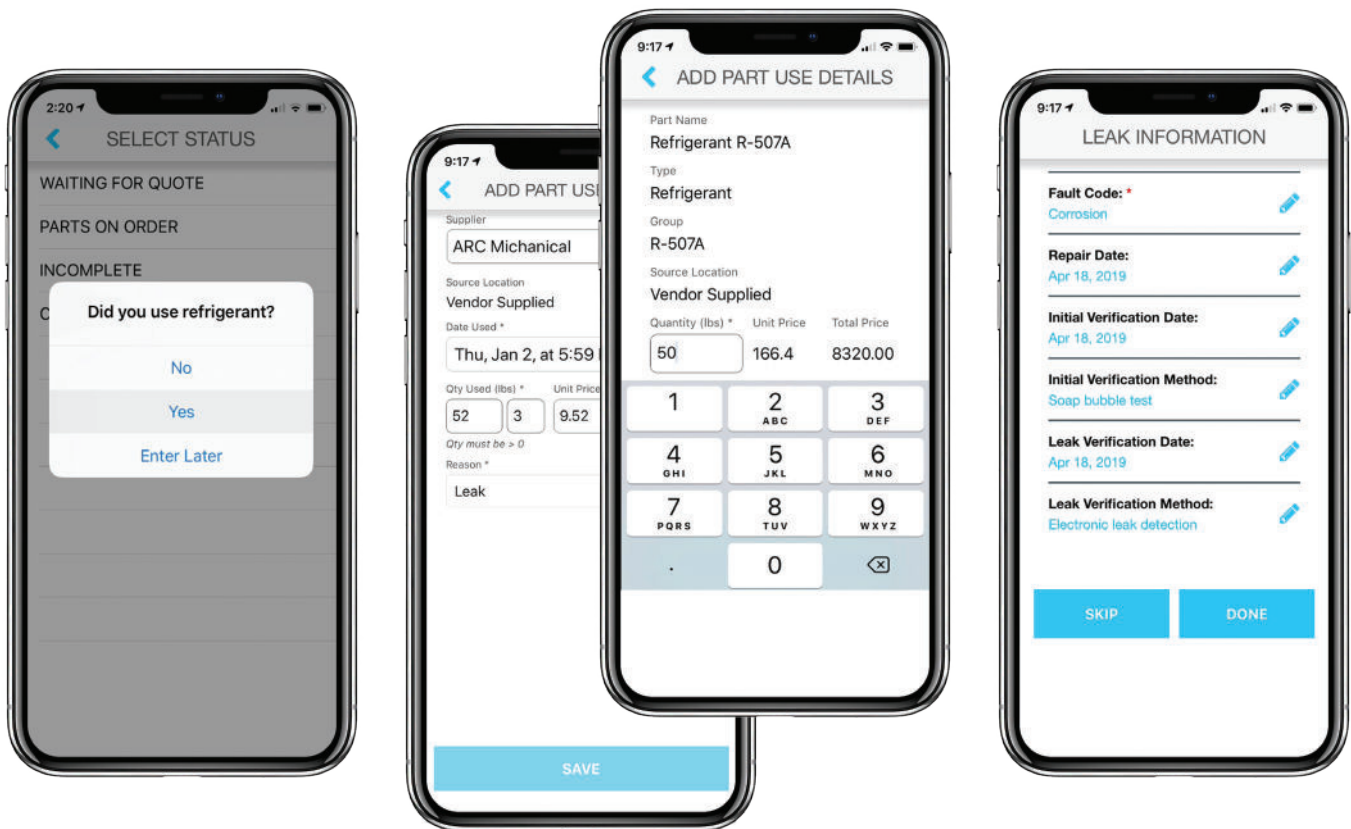 2:20
SELECT STATUS
WAITING FOR QUOTE
PARTS ON ORDER
INCOMPLETE
C
Did you use refrigerant?
No
Yes
Enter Later
9:17
ADD PART USE
Supplier
ARC Michanical
Source Location
Vendor Supplied
Date Used *
Thu, Jan 2, at 5:59
Qty Used (lbs) * Unit Price
52 3 9.52
Qty must be > 0
Reason *
Leak
SAVE
9:17
ADD PART USE DETAILS
Part Name
Refrigerant R-507A
Type
Refrigerant
Group
R-507A
Source Location
Vendor Supplied
Quantity (lbs) * Unit Price Total Price
50 166.4 8320.00
1 2 3
ABC DEF
4 5 6
GHI JKL MNO
7 8 9
PQRS TUV WXYZ
. 0
9:17
LEAK INFORMATION
Fault Code: *
Corrosion
Repair Date:
Apr 18, 2019
Initial Verification Date:
Apr 18, 2019
Initial Verification Method:
Soap bubble test
Leak Verification Date:
Apr 18, 2019
Leak Verification Method:
Electronic leak detection
SKIP DONE